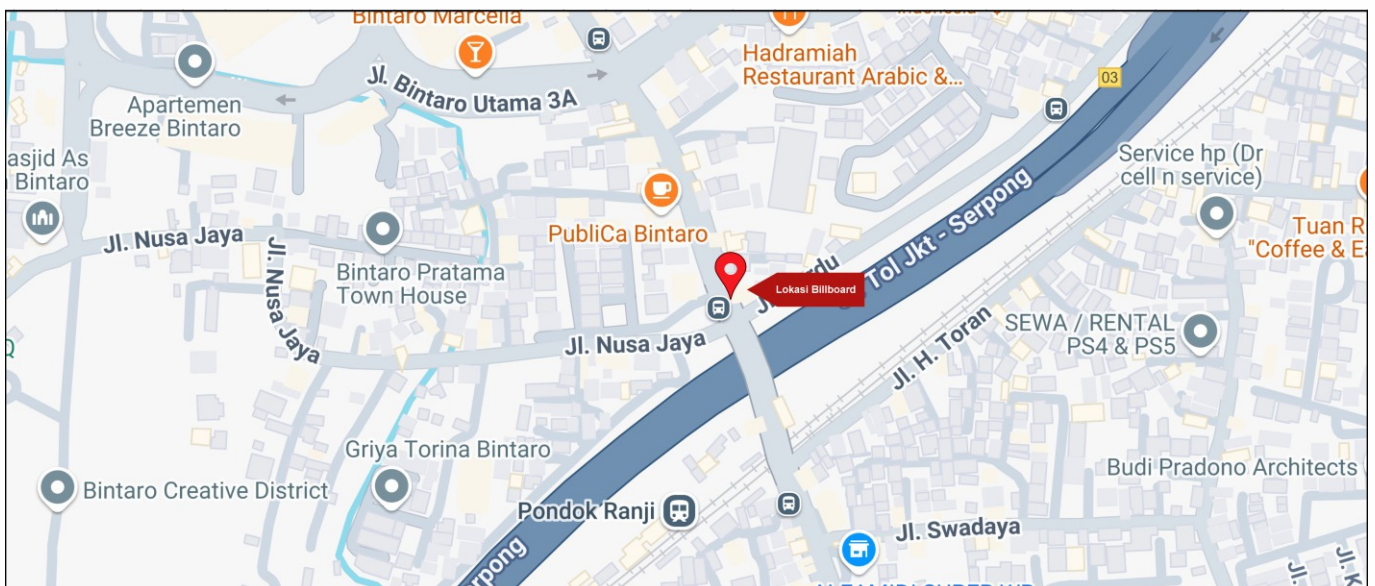 Bintaro Marcella
Hadramiah
Restaurant Arabic &...
03
Jl. Bintaro Utama 3A
Apartemen
Breeze Bintaro
asjid As
Bintaro
Service hp (Dr
cell n service)
Tuan R
"Coffee & E
PubliCa Bintaro
Jl. Nusa Jaya
Jl. Nusa Jaya
Bintaro Pratama
Town House
Lokasi Billboard
Tol Jkt - Serpong
Jl. Nusa Jaya
Jl. H. Toran
SEWA / RENTAL
PS4 & PS5
Griya Torina Bintaro
Bintaro Creative District
Budi Pradono Architects
Pondok Ranji
Jl. Swadaya
rpong